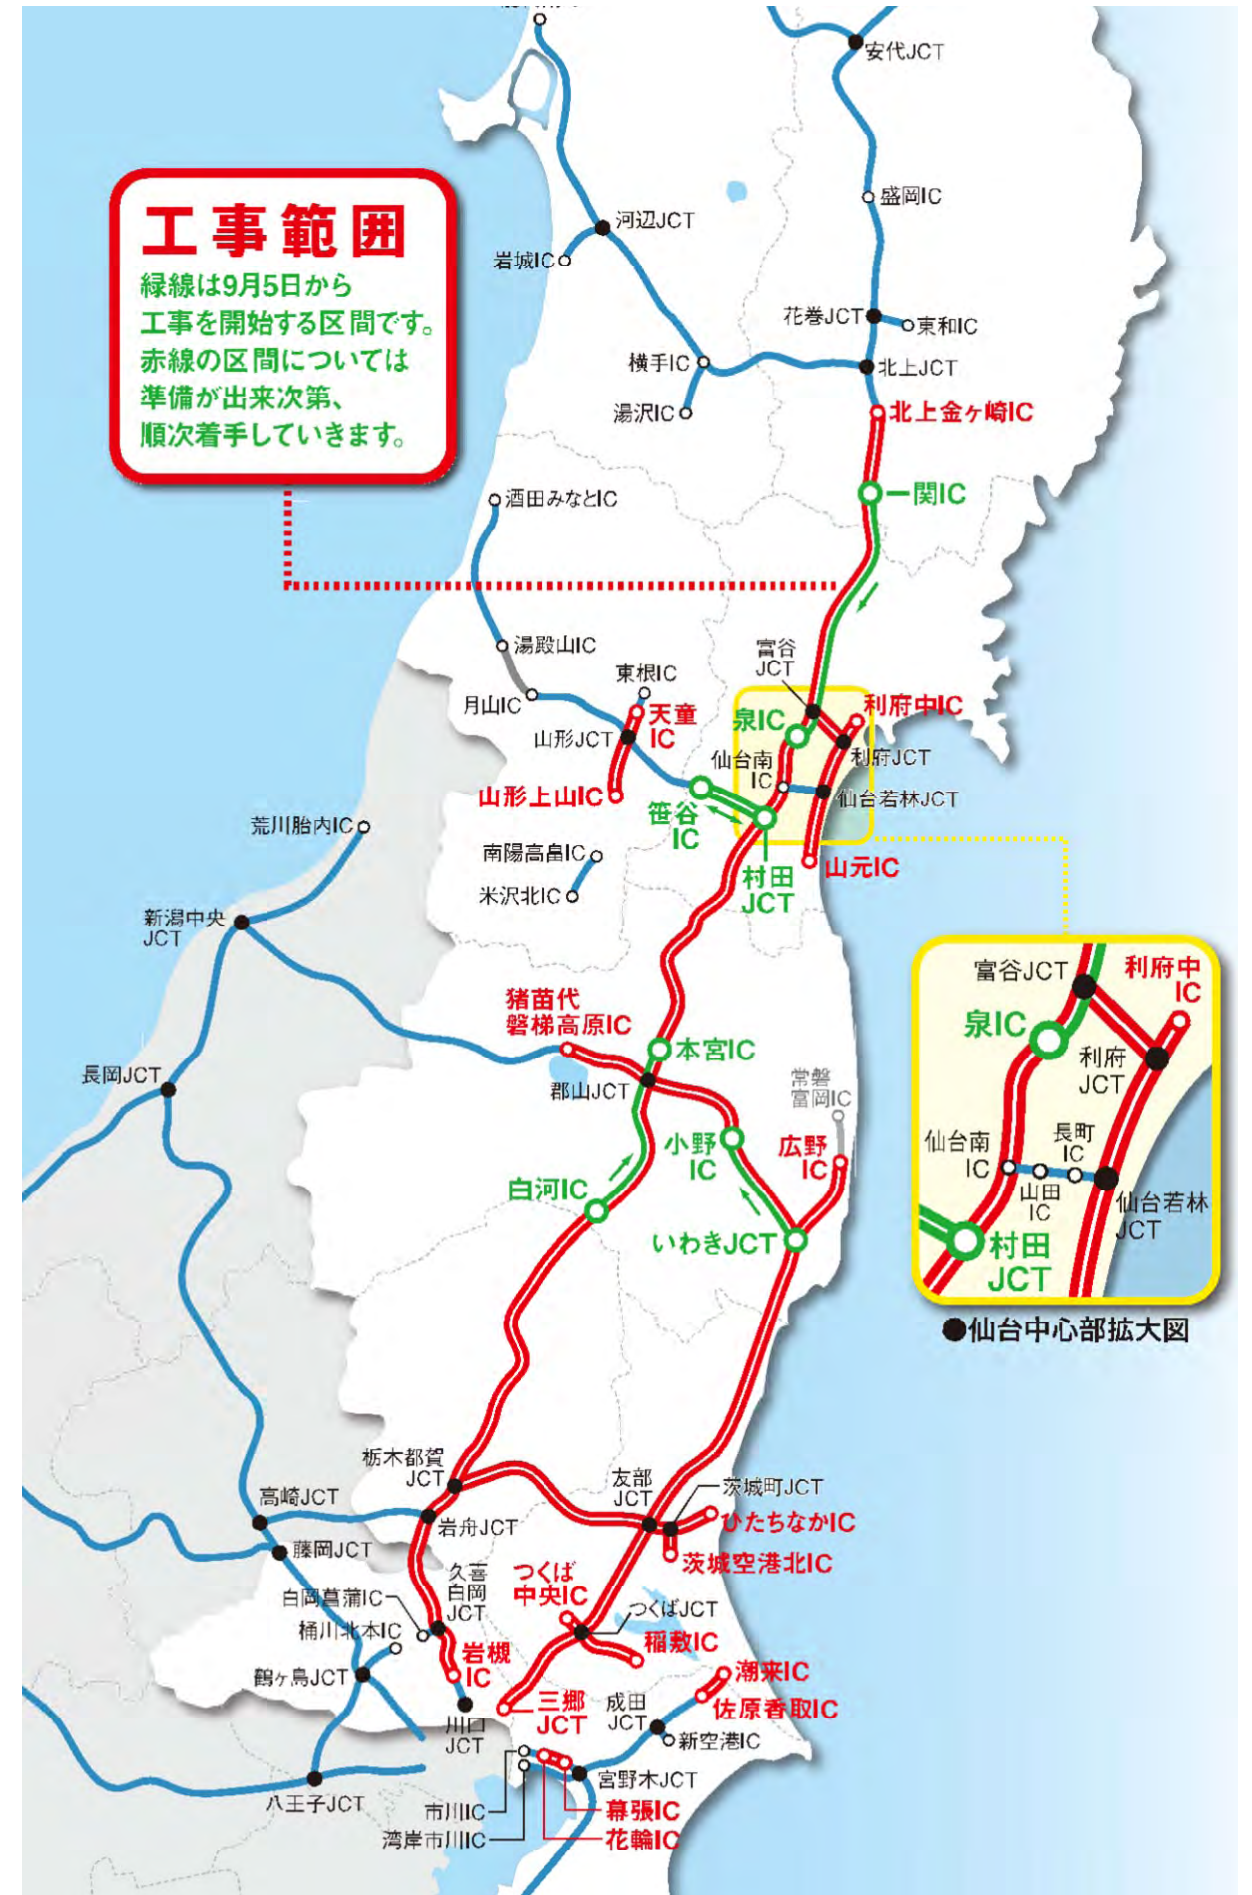 安代JCT
盛岡IC
工事範囲
緑線は9月5日から
工事を開始する区間です。
赤線の区間については
準備が出来次第、
順次着手していきます。
河辺JCT
岩城IC
花巻JCT
東和IC
横手IC
北上JCT
湯沢IC
北上金ヶ崎IC
一関IC
酒田みなとIC
湯殿山IC
月山IC
東根IC
天童
IC
山形JCT
山形上山IC
富谷
JCT
泉IC
利府中IC
利府JCT
仙台南
IC
仙台若林JCT
笹谷
IC
村田
JCT
山元IC
荒川胎内IC
南陽高畠IC
米沢北IC
新潟中央
JCT
猪苗代
磐梯高原IC
本宮IC
郡山JCT
長岡JCT
常磐
富岡IC
小野
IC
広野
IC
白河IC
いわきJCT
富谷JCT
利府中
IC
泉IC
利府
JCT
仙台南
IC
長町
IC
山田
IC
仙台若林
JCT
村田
JCT
●仙台中心部拡大図
栃木都賀
JCT
友部
JCT
茨城町JCT
ひたちなかIC
茨城空港北IC
高崎JCT
岩舟JCT
藤岡JCT
久喜
白岡
JCT
つくば
中央IC
白岡菖蒲IC
桶川北本IC
つくばJCT
稲敷IC
鶴ヶ島JCT
岩槻
IC
川口
JCT
三郷
JCT
潮来IC
佐原香取IC
成田
JCT
新空港IC
八王子JCT
宮野木JCT
市川IC
幕張IC
湾岸市川IC
花輪IC